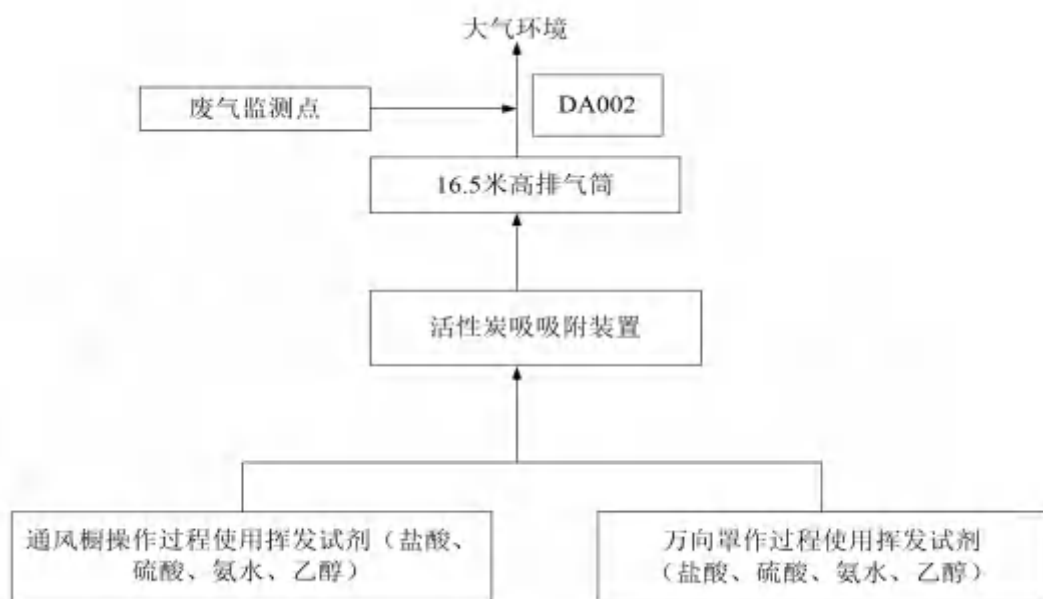 大气环境
废气监测点
DA002
16.5米高排气筒
活性炭吸吸附装置
通风橱操作过程使用挥发试剂（盐酸、
硫酸、氨水、乙醇）
万向罩作过程使用挥发试剂
（盐酸、硫酸、氨水、乙醇）